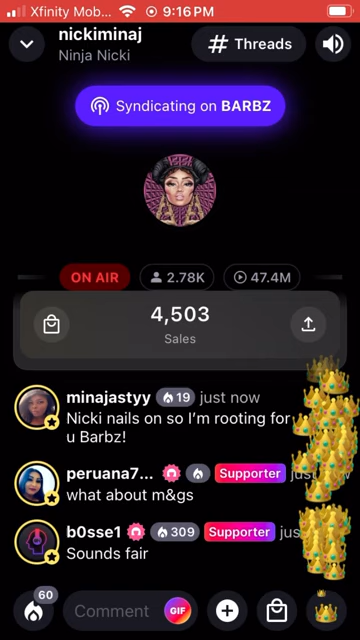 Xfinity Mob... 9:16PM
nickiminaj
Ninja Nicki
# Threads
Syndicating on BARBZ
ON AIR 2.78K 47.4M
4,503
Sales
minajastyy 19 just now
Nicki nails on so I'm rooting for
u Barbz!
peruana7... Supporter
what about m&gs
b0sse1 309 Supporter
Sounds fair
60
Comment GIF